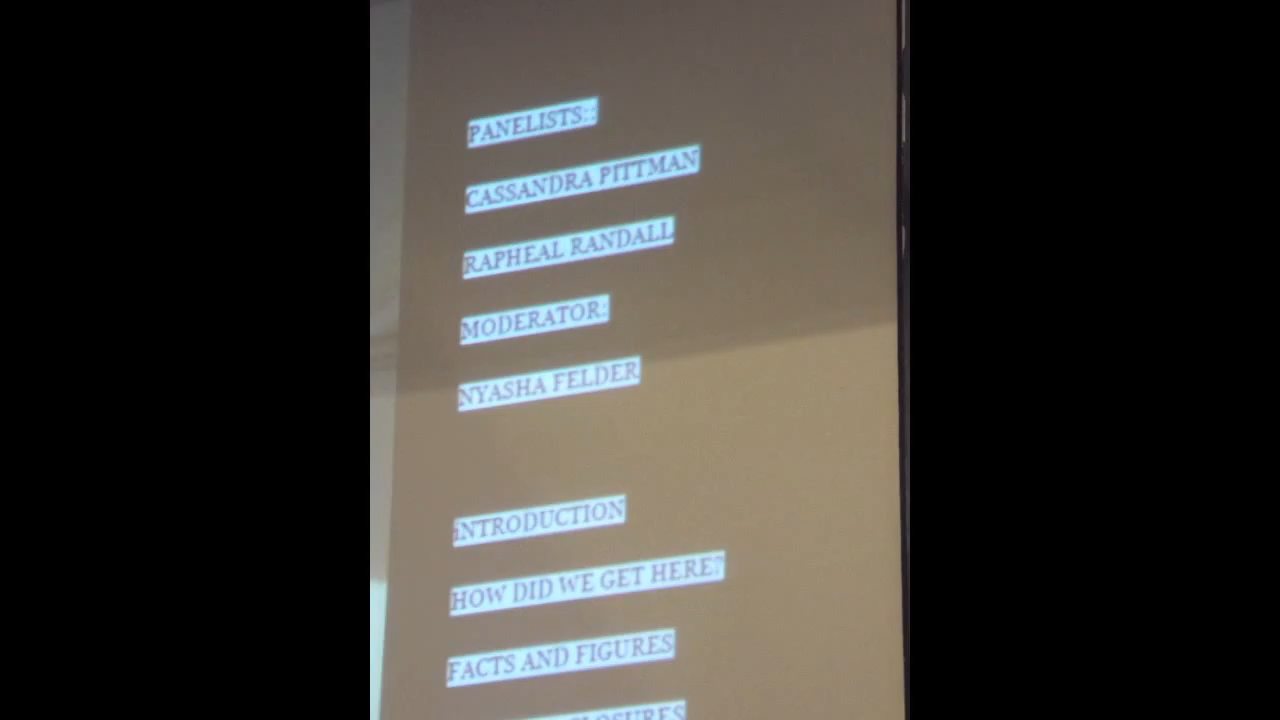 PANELISTS::
CASSANDRA PITTMAN
RAPHEAL RANDALL
MODERATOR:
NYASHA FELDER
iNTRODUCTION
HOW DID WE GET HERE?
FACTS AND FIGURES